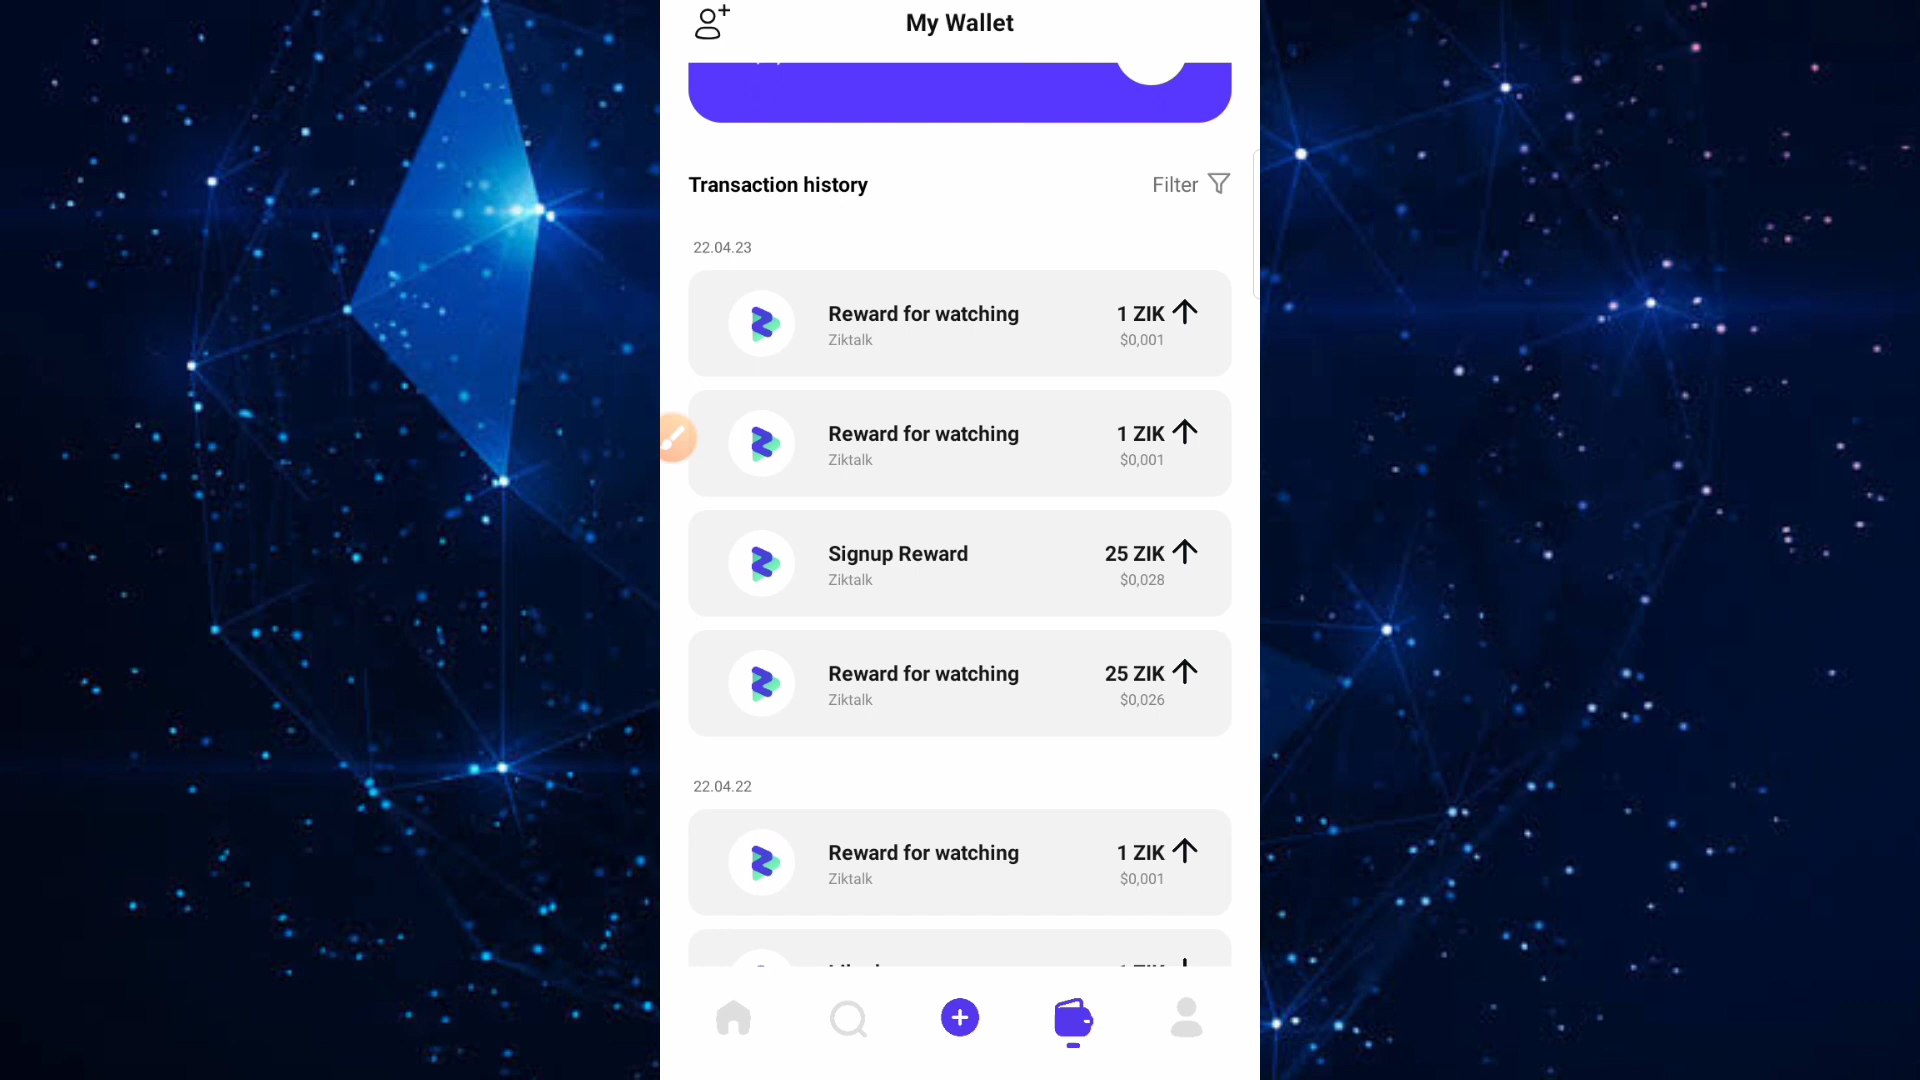 My Wallet
Transaction history
Filter
22.04.23
Reward for watching
1 ZIK
Ziktalk
$0,001
Reward for watching
1 ZIK
Ziktalk
$0,001
Signup Reward
25 ZIK
Ziktalk
$0,028
Reward for watching
25 ZIK
Ziktalk
$0,026
22.04.22
Reward for watching
1 ZIK
Ziktalk
$0,001